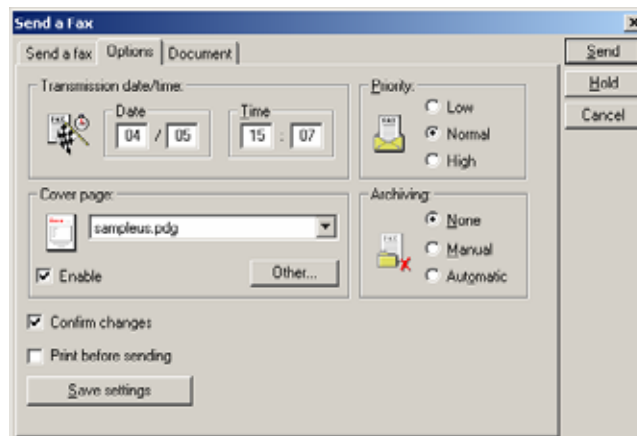 Send a Fax
Send a fax Options Document
Send
Hold
Cancel
Transmission date/time:
Date
04 / 05
Time
15 : 07
Priority:
Low
Normal
High
Cover page:
sampleus.pdg
Enable
Other...
Archiving:
None
Manual
Automatic
Confirm changes
Print before sending
Save settings